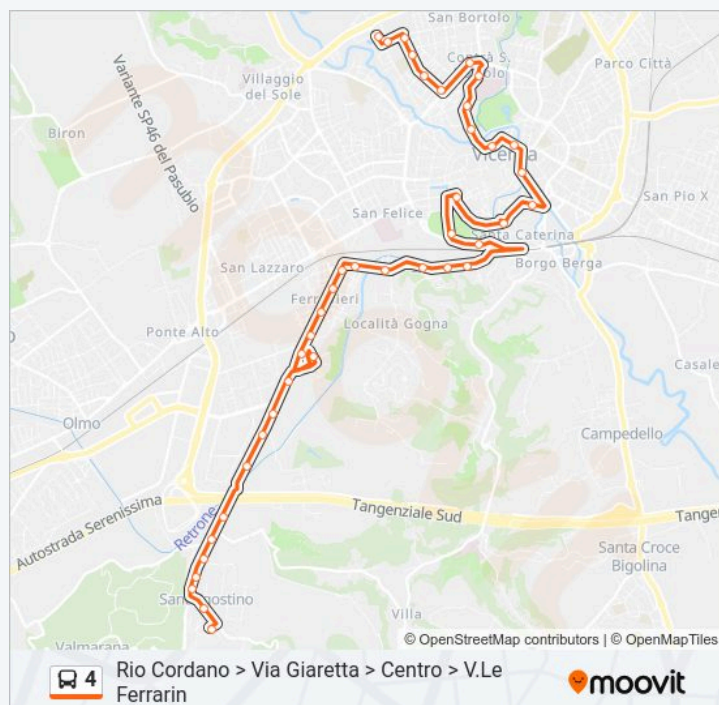 San Bortolo
Contrà S.
olo
Parco Città
Villaggio
del Sole
Variante SP46 del Pasubio
Biron
Vicenza
San Pio X
San Felice
Santa Caterina
San Lazzaro
Borgo Berga
Ferrovieri
Località Gogna
Ponte Alto
Casale
Olmo
Campedello
Autostrada Serenissima
Retrone
Tangenziale Sud
Tangen
Santa Croce
Bigolina
Sant'Agostino
Villa
Valmarana
© OpenStreetMap contributors | © OpenMapTiles
4 Rio Cordano > Via Giaretta > Centro > V.Le
Ferrarin
moovit